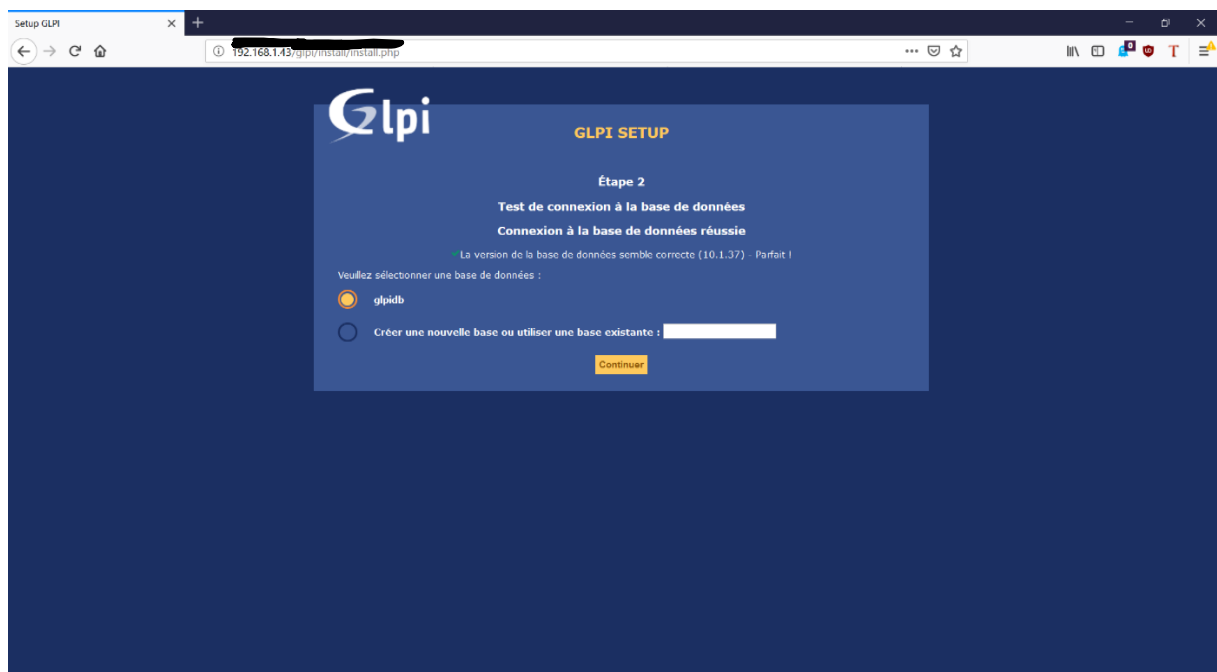 Setup GLPI
192.168.1.43/glpi/install/install.php
Glpi
GLPI SETUP
Étape 2
Test de connexion à la base de données
Connexion à la base de données réussie
La version de la base de données semble correcte (10.1.37) - Parfait !
Veuillez sélectionner une base de données :
glpidb
Créer une nouvelle base ou utiliser une base existante :
Continuer